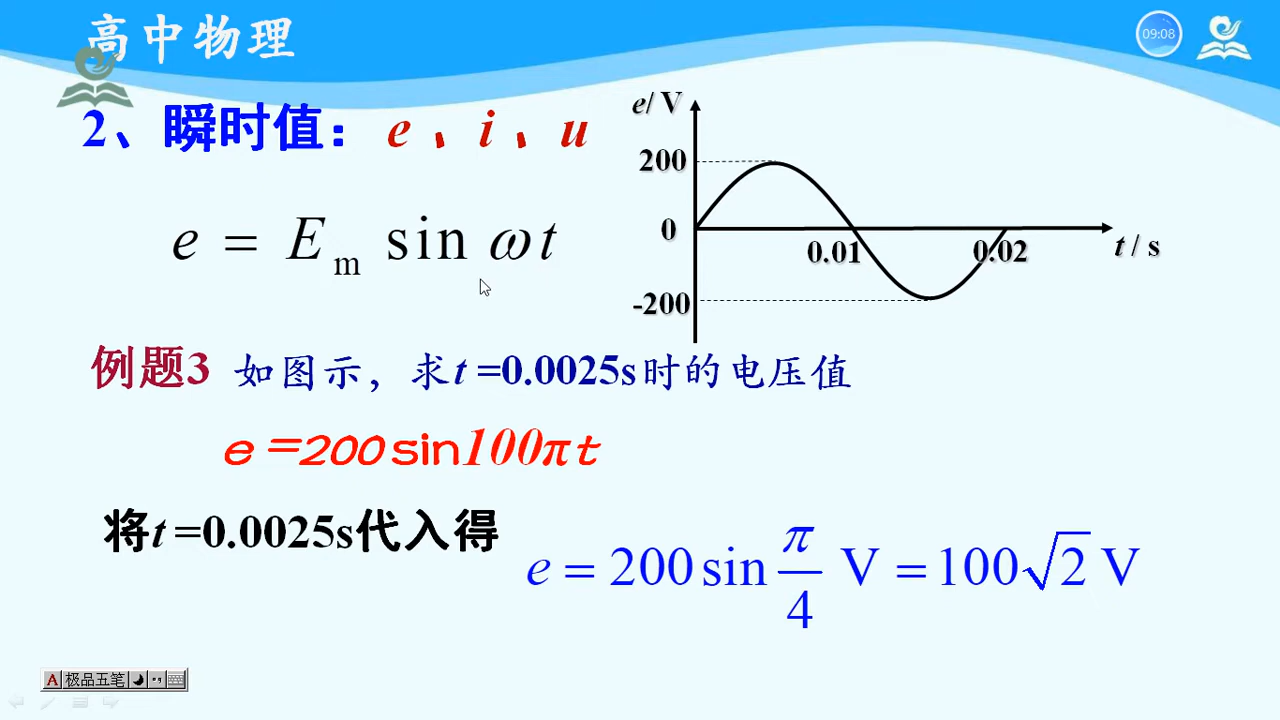 高中物理
09:08
2、瞬时值：e、i、u
e = Em sin ωt
e/ V
200
0
0.01
0.02
t / s
-200
例题3 如图示，求t =0.0025s时的电压值
e =200sin100πt
将t =0.0025s代入得
e = 200 sin π/4 V = 100√2 V
A 极品五笔